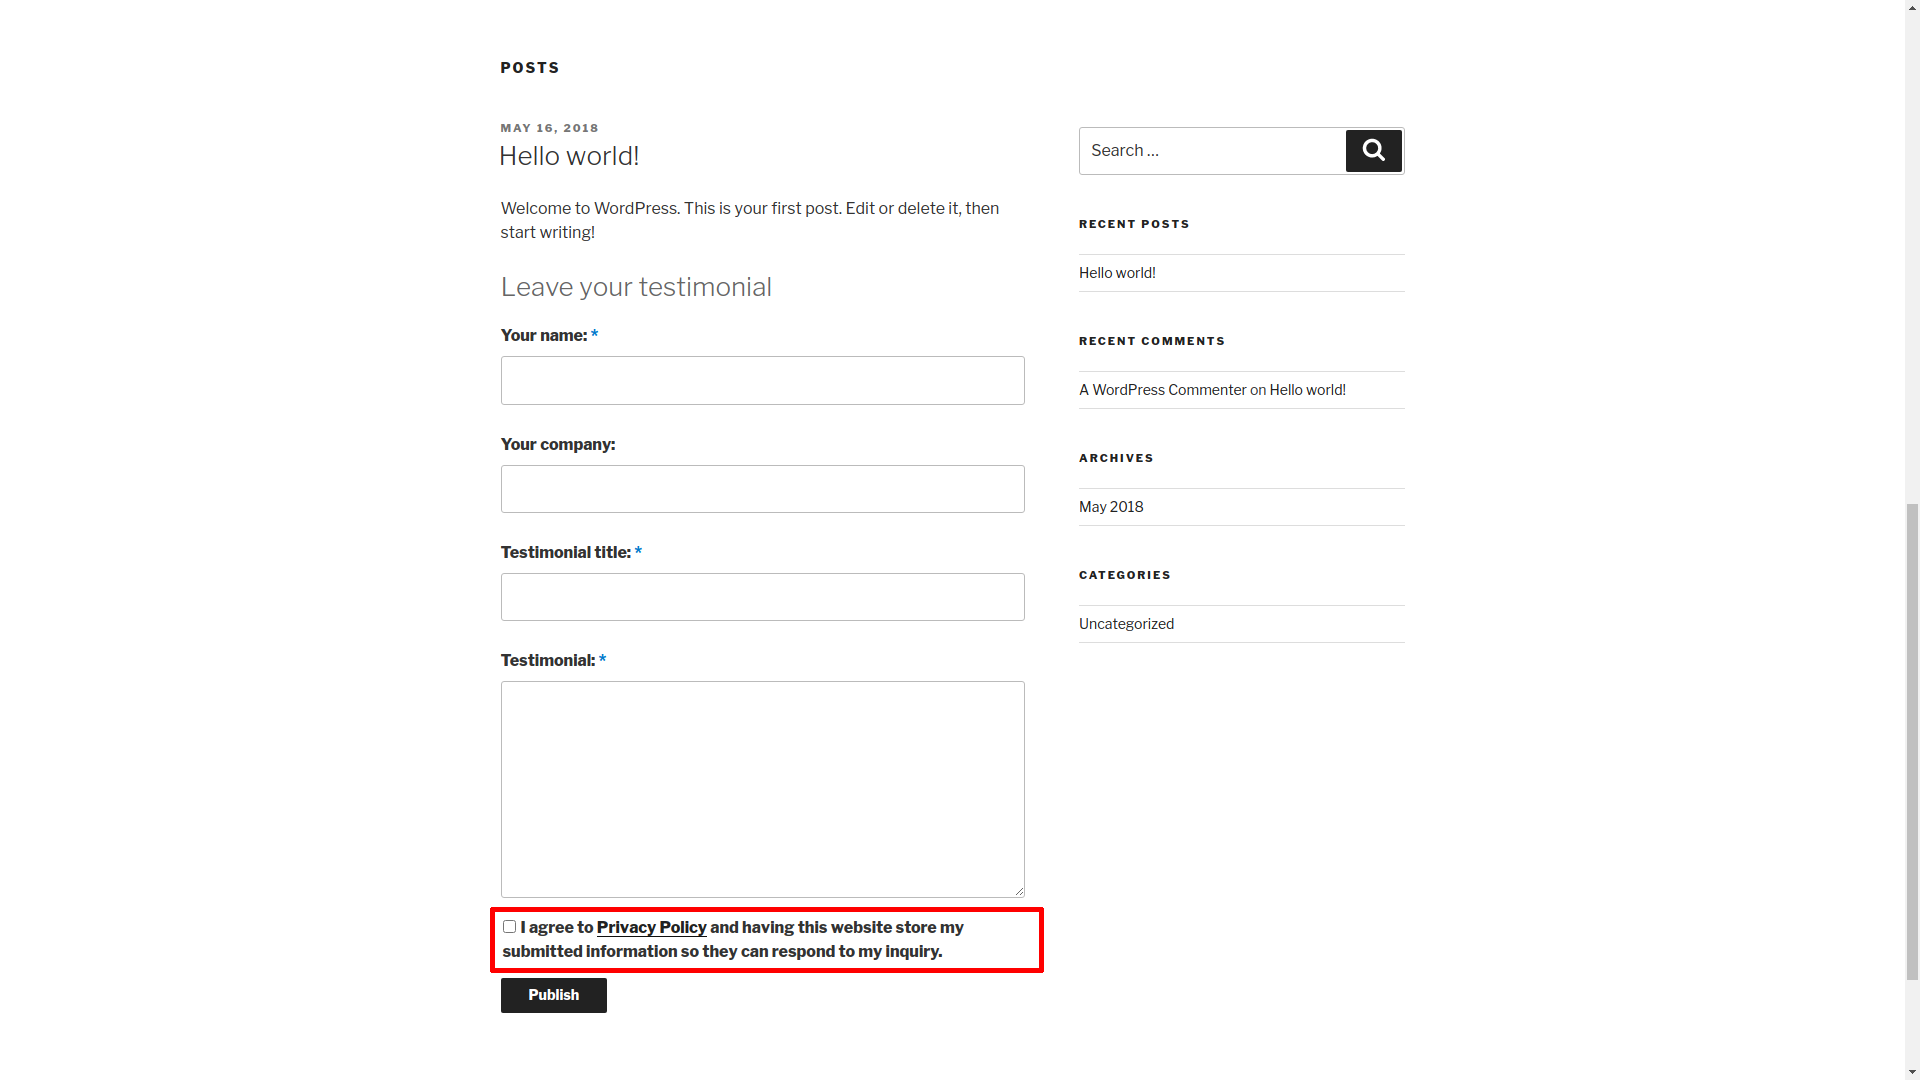 POSTS
MAY 16, 2018
Hello world!
Welcome to WordPress. This is your first post. Edit or delete it, then
start writing!
Leave your testimonial
Your name: *
Your company:
Testimonial title: *
Testimonial: *
I agree to Privacy Policy and having this website store my
submitted information so they can respond to my inquiry.
Publish
Search …
RECENT POSTS
Hello world!
RECENT COMMENTS
A WordPress Commenter on Hello world!
ARCHIVES
May 2018
CATEGORIES
Uncategorized